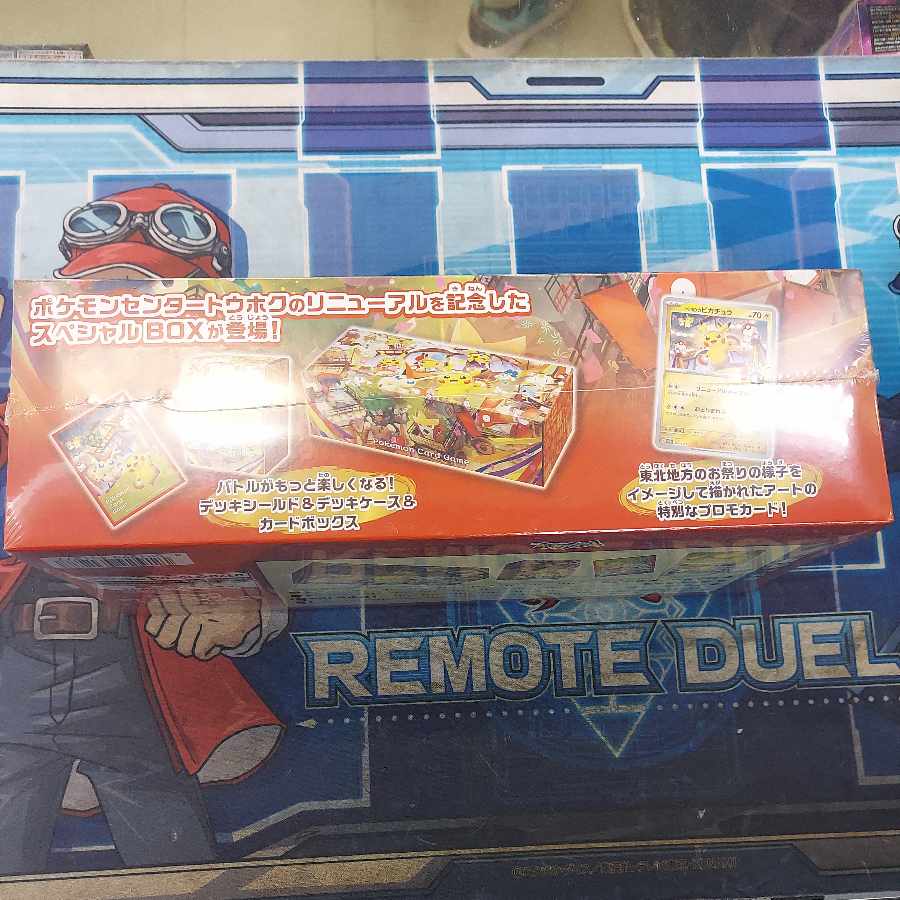 ポケモンセンタートウホクのリニューアルを記念した
スペシャルBOXが登場!
Pokémon Card Game
ピカチュウ
70
バトルがもっと楽しくなる!
デッキシールド&デッキケース&
カードボックス
東北地方のお祭りの様子を
イメージして描かれたアートの
特別なプロモカード!
REMOTE DUEL